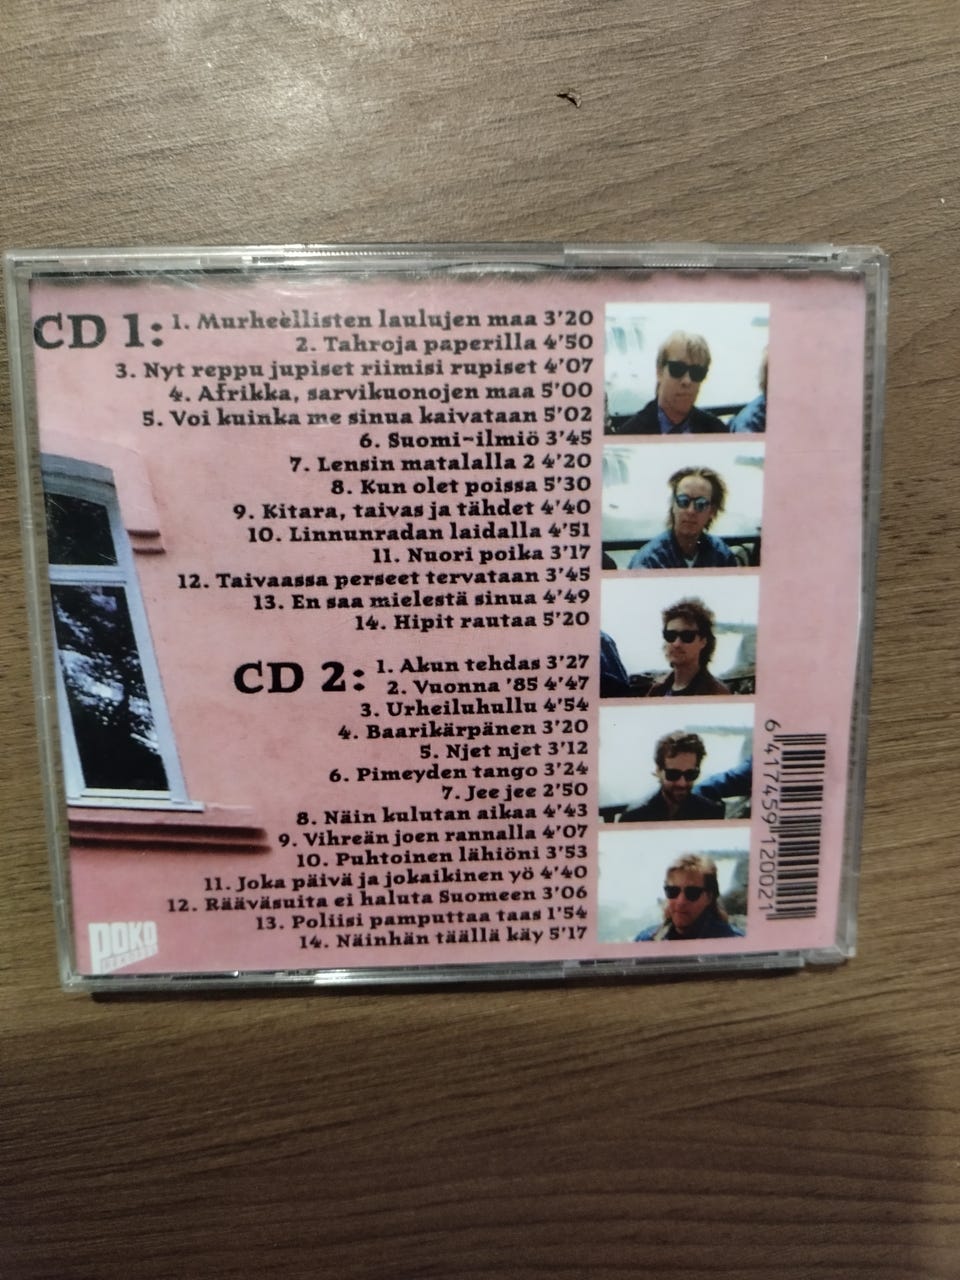 CD 1: 1. Murheellisten laulujen maa 3'20
2. Tahroja paperilla 4'50
3. Nyt reppu jupiset riimisi rupiset 4'07
4. Afrikka, sarvikuonojen maa 5'00
5. Voi kuinka me sinua kaivataan 5'02
6. Suomi-ilmiö 3'45
7. Lensin matalalla 2 4'20
8. Kun olet poissa 5'30
9. Kitara, taivas ja tähdet 4'40
10. Linnunradan laidalla 4'51
11. Nuori poika 3'17
12. Taivaassa perseet tervataan 3'45
13. En saa mielestä sinua 4'49
14. Hipit rautaa 5'20
CD 2: 1. Akun tehdas 3'27
2. Vuonna '85 4'47
3. Urheiluhullu 4'54
4. Baarikärpänen 3'20
5. Njet njet 3'12
6. Pimeyden tango 3'24
7. Jee jee 2'50
8. Näin kulutan aikaa 4'43
9. Vihreän joen rannalla 4'07
10. Puhtoinen lähiöni 3'53
11. Joka päivä ja jokaikinen yö 4'40
12. Rääväsuita ei haluta Suomeen 3'06
13. Poliisi pamputtaa taas 1'54
14. Näinhän täällä käy 5'17
POKO
6 417459 120021